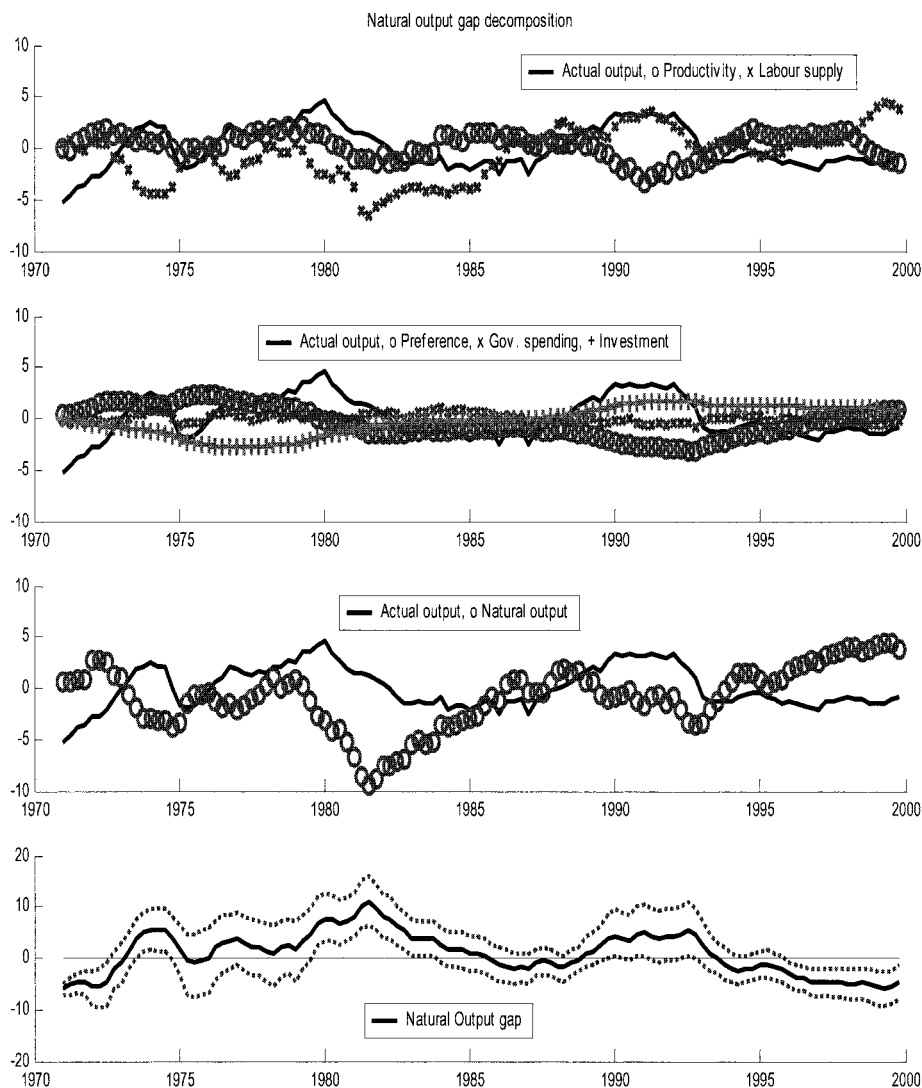 Natural output gap decomposition
10
Actual output, o Productivity, x Labour supply
5
0
-5
-10
1970 1975 1980 1985 1990 1995 2000
10
Actual output, o Preference, x Gov. spending, + Investment
5
0
-5
-10
1970 1975 1980 1985 1990 1995 2000
10
Actual output, o Natural output
5
0
-5
-10
1970 1975 1980 1985 1990 1995 2000
20
10
0
-10
Natural Output gap
-20
1970 1975 1980 1985 1990 1995 2000